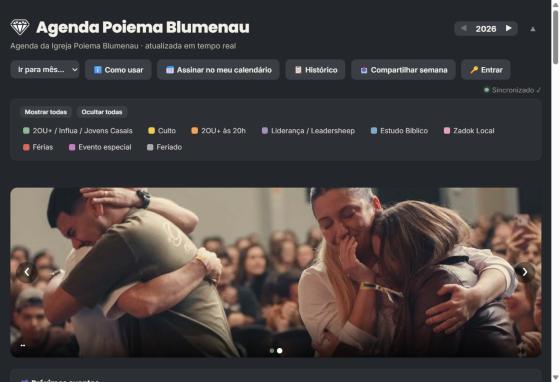 Agenda Poiema Blumenau
2026
Agenda da Igreja Poiema Blumenau · atualizada em tempo real
Ir para mês...
Como usar
Assinar no meu calendário
Histórico
Compartilhar semana
Entrar
Sincronizado ✓
Mostrar todas
Ocultar todas
2OU+ / Influa / Jovens Casais
Culto
2OU+ às 20h
Liderança / Leadersheep
Estudo Bíblico
Zadok Local
Férias
Evento especial
Feriado
Próximos eventos